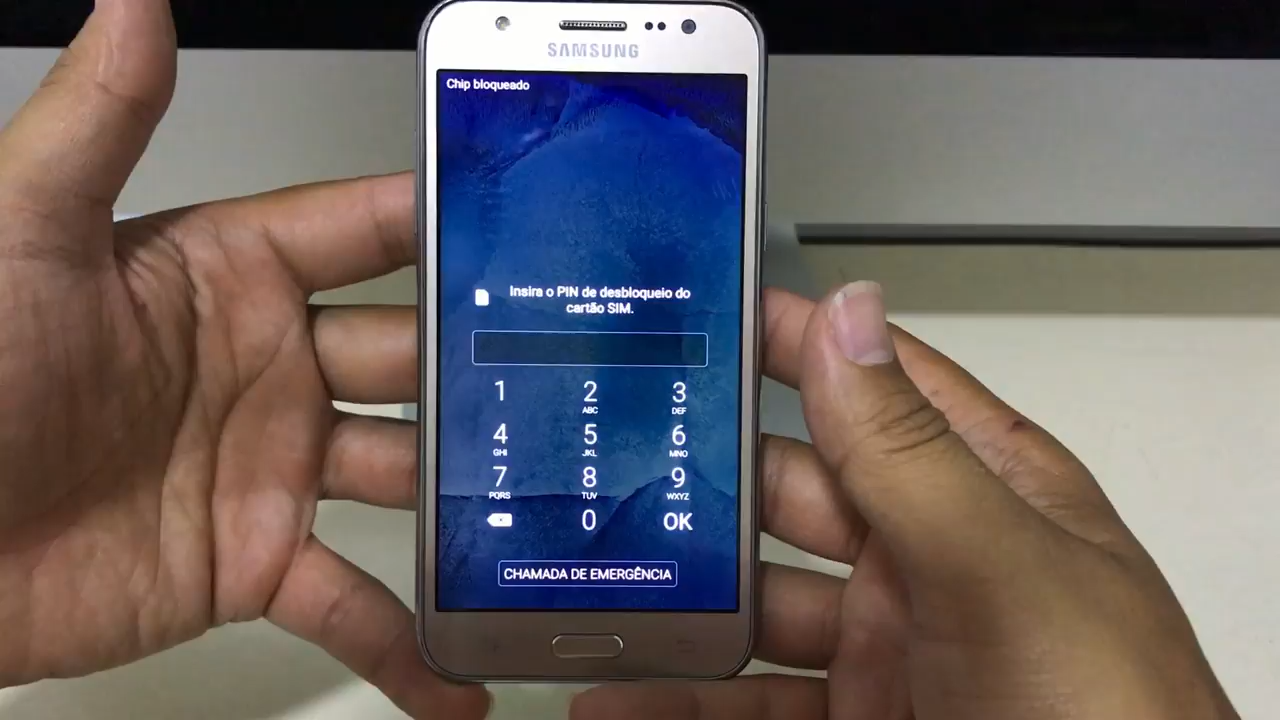 SAMSUNG
Chip bloqueado
Insira o PIN de desbloqueio do
cartão SIM.
1 2 3
ABC DEF
4 5 6
GHI JKL MNO
7 8 9
PQRS TUV WXYZ
0 OK
CHAMADA DE EMERGÊNCIA